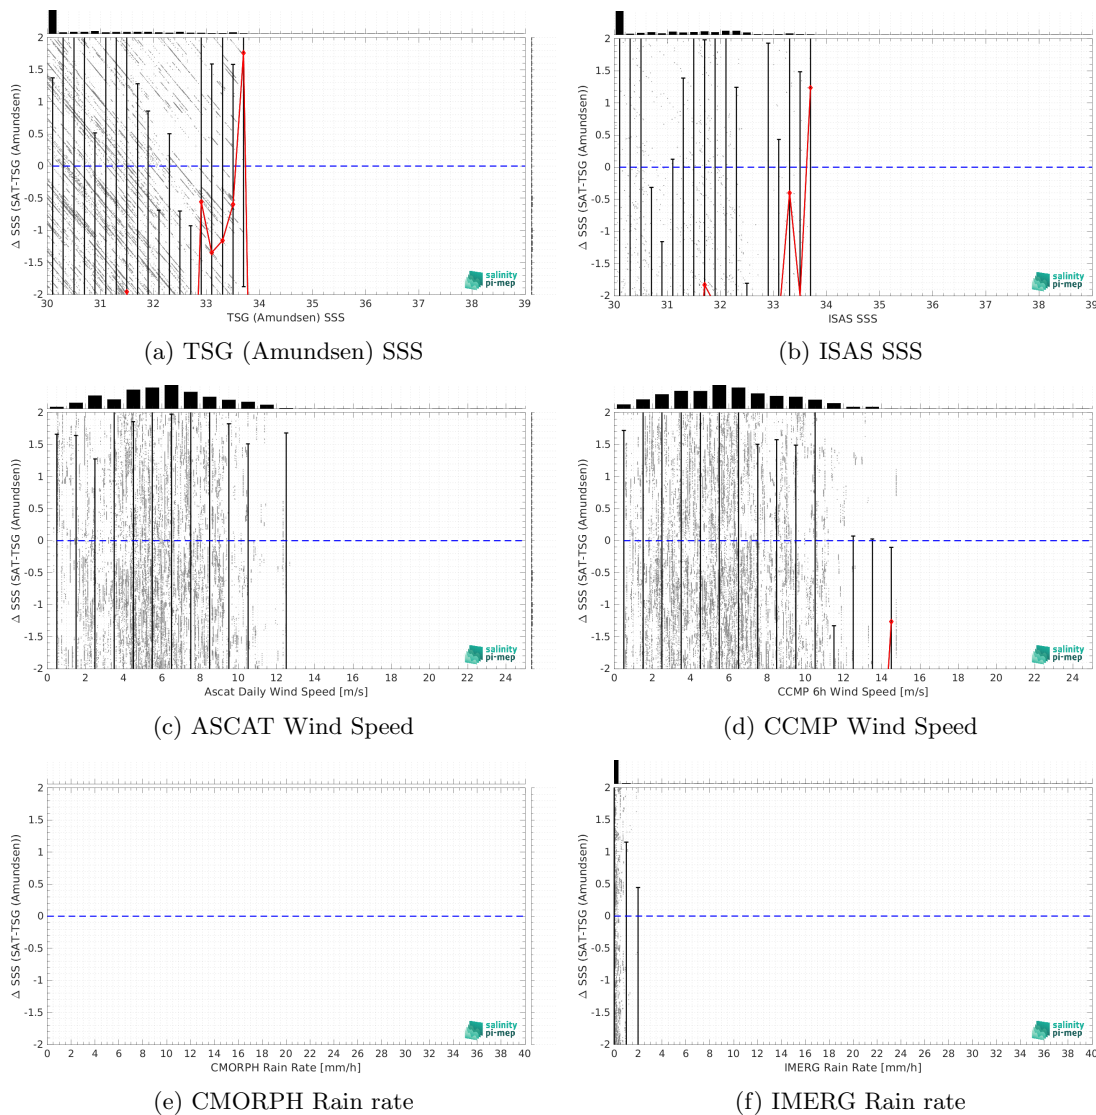 2
1.5
1
0.5
0
-0.5
-1
-1.5
-2
Δ SSS (SAT-TSG (Amundsen))
30 31 32 33 34 35 36 37 38 39
TSG (Amundsen) SSS
salinity
pi-mep
(a) TSG (Amundsen) SSS
2
1.5
1
0.5
0
-0.5
-1
-1.5
-2
Δ SSS (SAT-TSG (Amundsen))
30 31 32 33 34 35 36 37 38 39
ISAS SSS
salinity
pi-mep
(b) ISAS SSS
2
1.5
1
0.5
0
-0.5
-1
-1.5
-2
Δ SSS (SAT-TSG (Amundsen))
0 2 4 6 8 10 12 14 16 18 20 22 24
Ascat Daily Wind Speed [m/s]
salinity
pi-mep
(c) ASCAT Wind Speed
2
1.5
1
0.5
0
-0.5
-1
-1.5
-2
Δ SSS (SAT-TSG (Amundsen))
0 2 4 6 8 10 12 14 16 18 20 22 24
CCMP 6h Wind Speed [m/s]
salinity
pi-mep
(d) CCMP Wind Speed
2
1.5
1
0.5
0
-0.5
-1
-1.5
-2
Δ SSS (SAT-TSG (Amundsen))
0 2 4 6 8 10 12 14 16 18 20 22 24 26 28 30 32 34 36 38 40
CMORPH Rain Rate [mm/h]
salinity
pi-mep
(e) CMORPH Rain rate
2
1.5
1
0.5
0
-0.5
-1
-1.5
-2
Δ SSS (SAT-TSG (Amundsen))
0 2 4 6 8 10 12 14 16 18 20 22 24 26 28 30 32 34 36 38 40
IMERG Rain Rate [mm/h]
salinity
pi-mep
(f) IMERG Rain rate